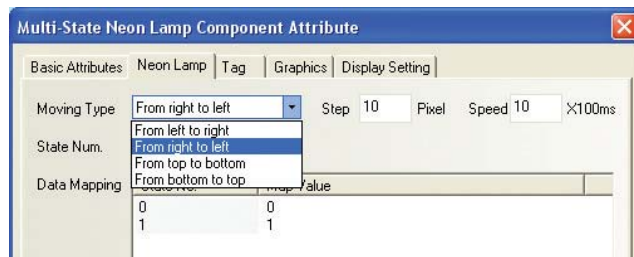 Multi-State Neon Lamp Component Attribute
Basic Attributes Neon Lamp Tag Graphics Display Setting
Moving Type From right to left Step 10 Pixel Speed 10 X100ms
From left to right
State Num. From right to left
From top to bottom
Data Mapping From bottom to top Value
0 0
1 1